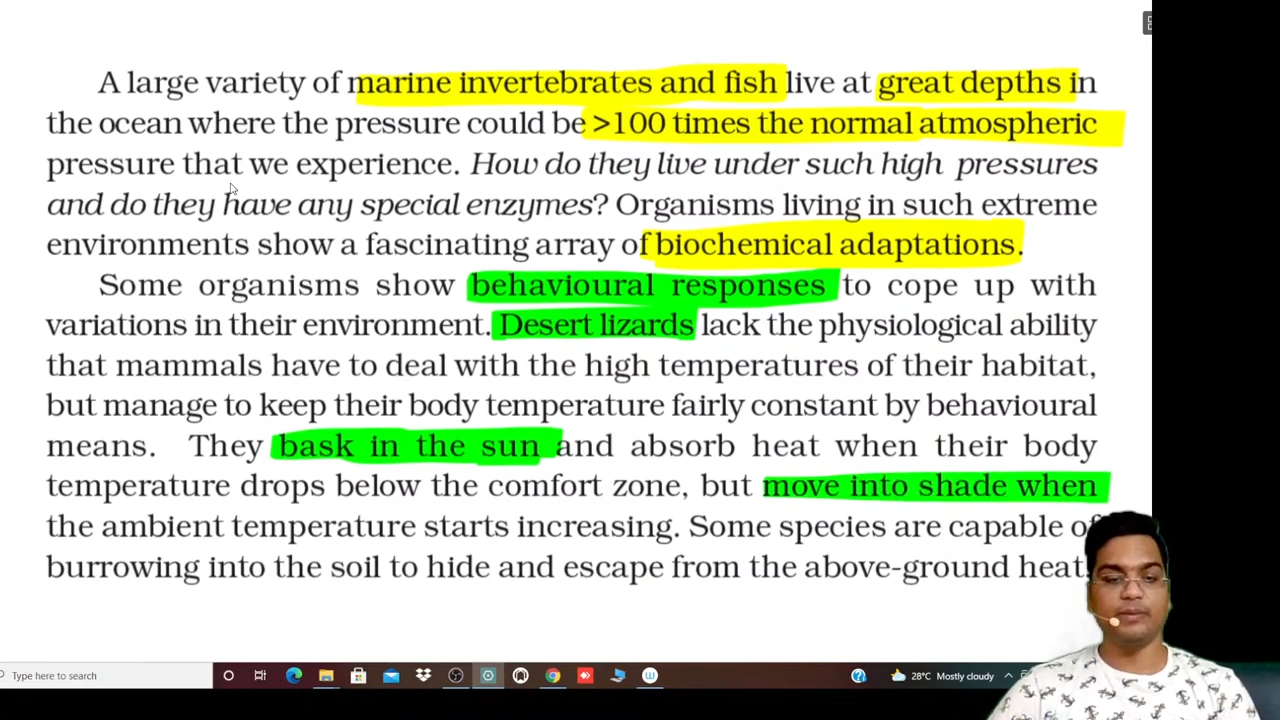 A large variety of marine invertebrates and fish live at great depths in
the ocean where the pressure could be >100 times the normal atmospheric
pressure that we experience. How do they live under such high pressures
and do they have any special enzymes? Organisms living in such extreme
environments show a fascinating array of biochemical adaptations.
Some organisms show behavioural responses to cope up with
variations in their environment. Desert lizards lack the physiological ability
that mammals have to deal with the high temperatures of their habitat,
but manage to keep their body temperature fairly constant by behavioural
means. They bask in the sun and absorb heat when their body
temperature drops below the comfort zone, but move into shade when
the ambient temperature starts increasing. Some species are capable of
burrowing into the soil to hide and escape from the above-ground heat.
Type here to search
28°C Mostly cloudy